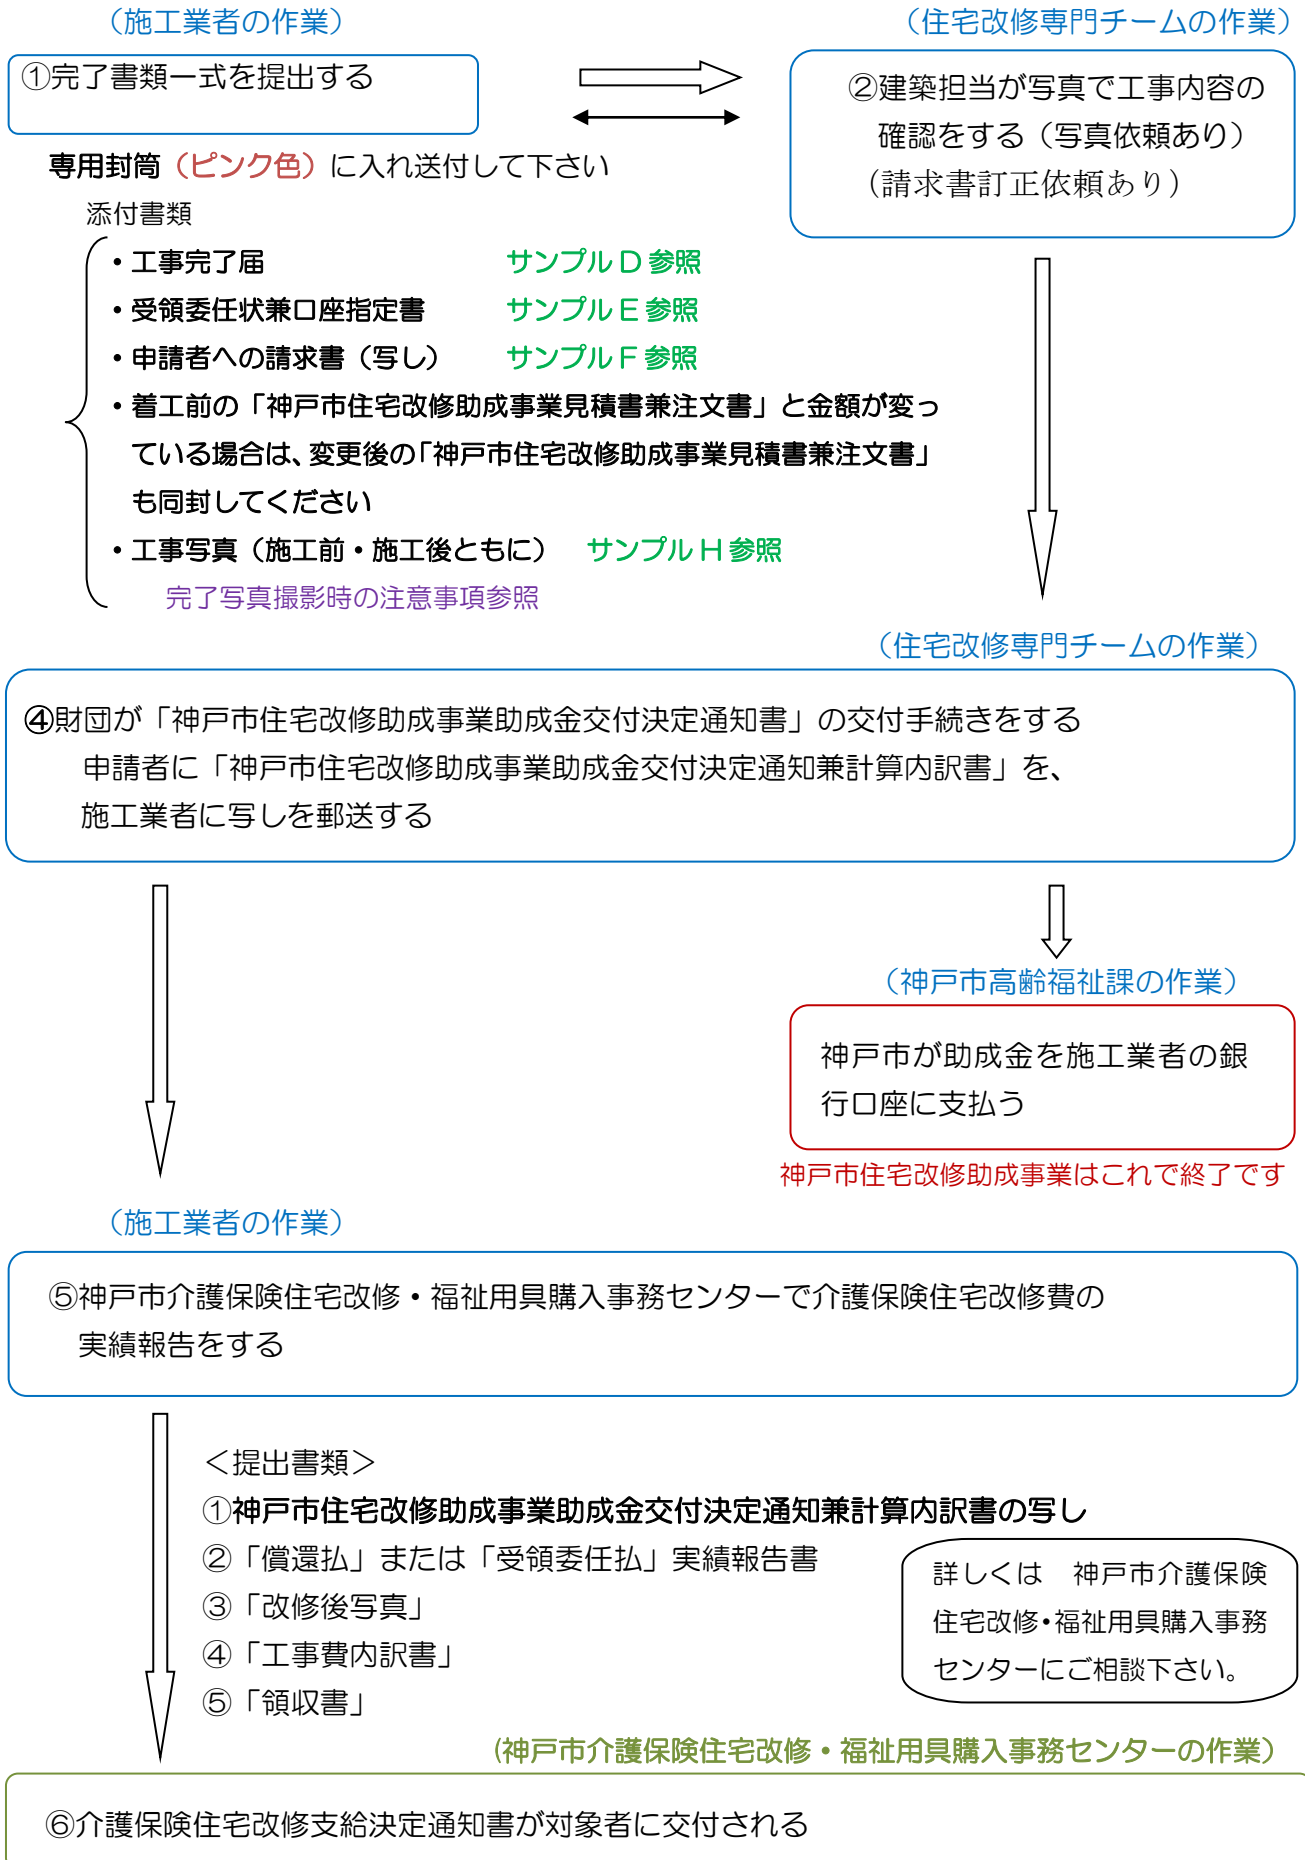 （施工業者の作業）
（住宅改修専門チームの作業）
①完了書類一式を提出する
②建築担当が写真で工事内容の
確認をする（写真依頼あり）
（請求書訂正依頼あり）
専用封筒（ピンク色）に入れ送付して下さい
添付書類
・工事完了届 サンプルD参照
・受領委任状兼口座指定書 サンプルE参照
・申請者への請求書（写し） サンプルF参照
・着工前の「神戸市住宅改修助成事業見積書兼注文書」と金額が変っ
ている場合は、変更後の「神戸市住宅改修助成事業見積書兼注文書」
も同封してください
・工事写真（施工前・施工後ともに） サンプルH参照
完了写真撮影時の注意事項参照
（住宅改修専門チームの作業）
④財団が「神戸市住宅改修助成事業助成金交付決定通知書」の交付手続きをする
申請者に「神戸市住宅改修助成事業助成金交付決定通知兼計算内訳書」を、
施工業者に写しを郵送する
（神戸市高齢福祉課の作業）
神戸市が助成金を施工業者の銀
行口座に支払う
神戸市住宅改修助成事業はこれで終了です
（施工業者の作業）
⑤神戸市介護保険住宅改修・福祉用具購入事務センターで介護保険住宅改修費の
実績報告をする
＜提出書類＞
①神戸市住宅改修助成事業助成金交付決定通知兼計算内訳書の写し
②「償還払」または「受領委任払」実績報告書
③「改修後写真」
④「工事費内訳書」
⑤「領収書」
詳しくは　神戸市介護保険
住宅改修・福祉用具購入事務
センターにご相談下さい。
(神戸市介護保険住宅改修・福祉用具購入事務センターの作業）
⑥介護保険住宅改修支給決定通知書が対象者に交付される